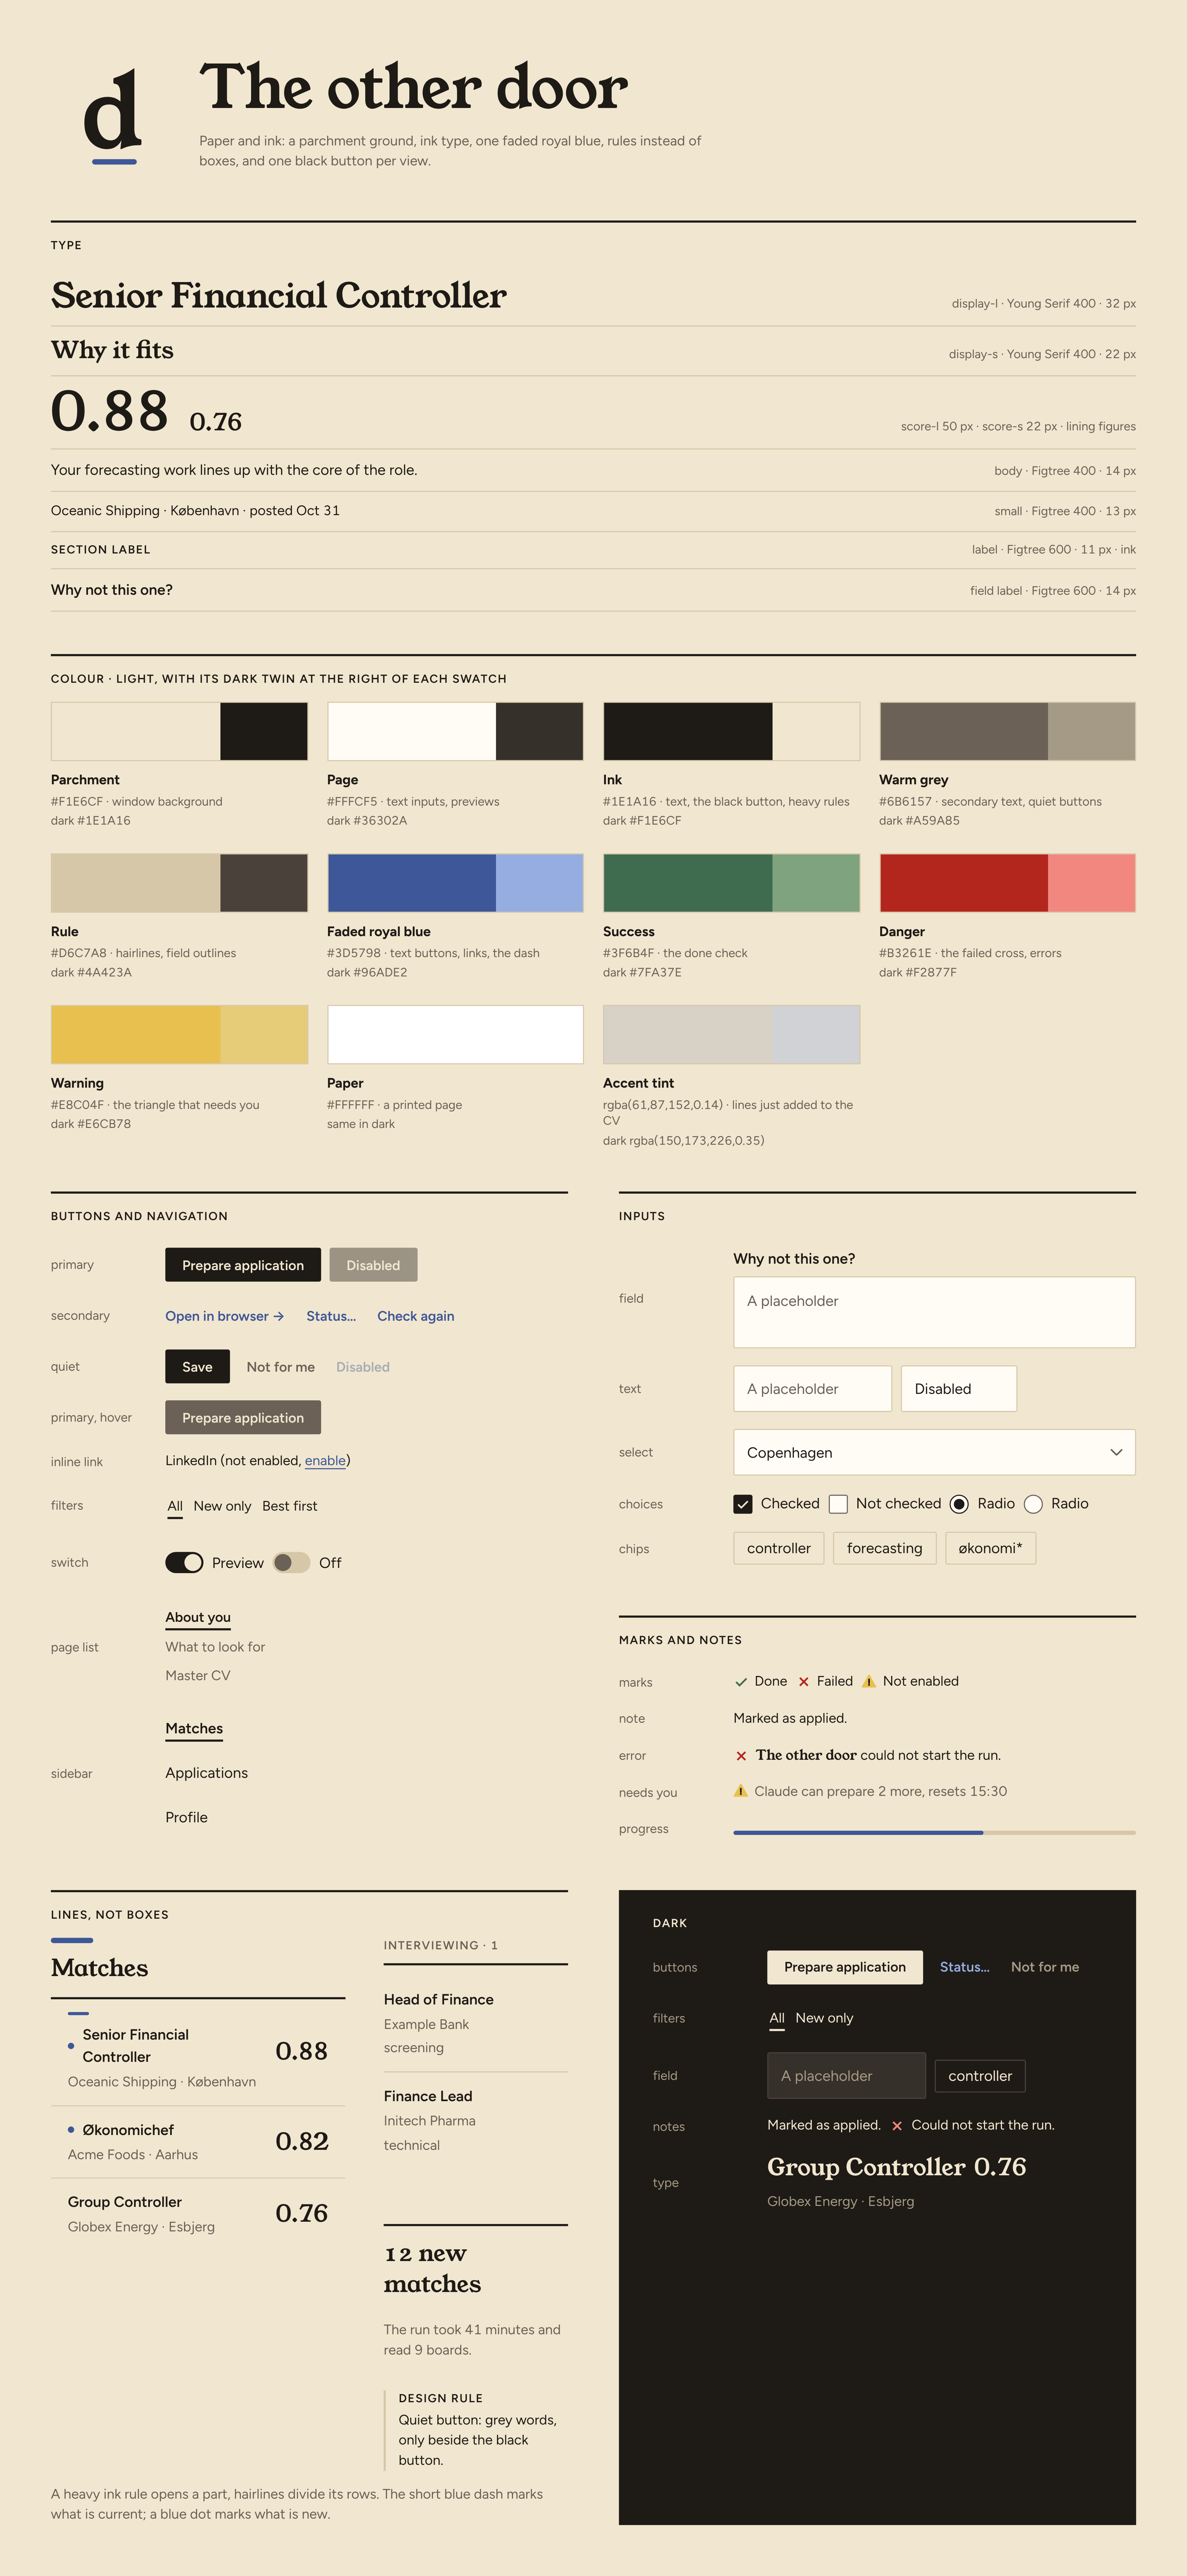 d
The other door
Paper and ink: a parchment ground, ink type, one faded royal blue, rules instead of
boxes, and one black button per view.
TYPE
Senior Financial Controller
display-l · Young Serif 400 · 32 px
Why it fits
display-s · Young Serif 400 · 22 px
0.88 0.76
score-l 50 px · score-s 22 px · lining figures
Your forecasting work lines up with the core of the role.
body · Figtree 400 · 14 px
Oceanic Shipping · København · posted Oct 31
small · Figtree 400 · 13 px
SECTION LABEL
label · Figtree 600 · 11 px · ink
Why not this one?
field label · Figtree 600 · 14 px
COLOUR · LIGHT, WITH ITS DARK TWIN AT THE RIGHT OF EACH SWATCH
Parchment
#F1E6CF · window background
dark #1E1A16
Page
#FFFCF5 · text inputs, previews
dark #36302A
Ink
#1E1A16 · text, the black button, heavy rules
dark #F1E6CF
Warm grey
#6B6157 · secondary text, quiet buttons
dark #A59A85
Rule
#D6C7A8 · hairlines, field outlines
dark #4A423A
Faded royal blue
#3D5798 · text buttons, links, the dash
dark #96ADE2
Success
#3F6B4F · the done check
dark #7FA37E
Danger
#B3261E · the failed cross, errors
dark #F2877F
Warning
#E8C04F · the triangle that needs you
dark #E6CB78
Paper
#FFFFFF · a printed page
same in dark
Accent tint
rgba(61,87,152,0.14) · lines just added to the
CV
dark rgba(150,173,226,0.35)
BUTTONS AND NAVIGATION
primary
Prepare application
Disabled
secondary
Open in browser →
Status…
Check again
quiet
Save
Not for me
Disabled
primary, hover
Prepare application
inline link
LinkedIn (not enabled, enable)
filters
All
New only
Best first
switch
Preview
Off
page list
About you
What to look for
Master CV
sidebar
Matches
Applications
Profile
INPUTS
Why not this one?
field
A placeholder
text
A placeholder
Disabled
select
Copenhagen
choices
Checked
Not checked
Radio
Radio
chips
controller
forecasting
økonomi*
MARKS AND NOTES
marks
Done
Failed
Not enabled
note
Marked as applied.
error
The other door could not start the run.
needs you
Claude can prepare 2 more, resets 15:30
progress
LINES, NOT BOXES
Matches
Senior Financial
Controller
0.88
Oceanic Shipping · København
Økonomichef
0.82
Acme Foods · Aarhus
Group Controller
0.76
Globex Energy · Esbjerg
INTERVIEWING · 1
Head of Finance
Example Bank
screening
Finance Lead
Initech Pharma
technical
12 new
matches
The run took 41 minutes and
read 9 boards.
DESIGN RULE
Quiet button: grey words,
only beside the black
button.
A heavy ink rule opens a part, hairlines divide its rows. The short blue dash marks
what is current; a blue dot marks what is new.
DARK
buttons
Prepare application
Status…
Not for me
filters
All
New only
field
A placeholder
controller
notes
Marked as applied.
Could not start the run.
type
Group Controller 0.76
Globex Energy · Esbjerg